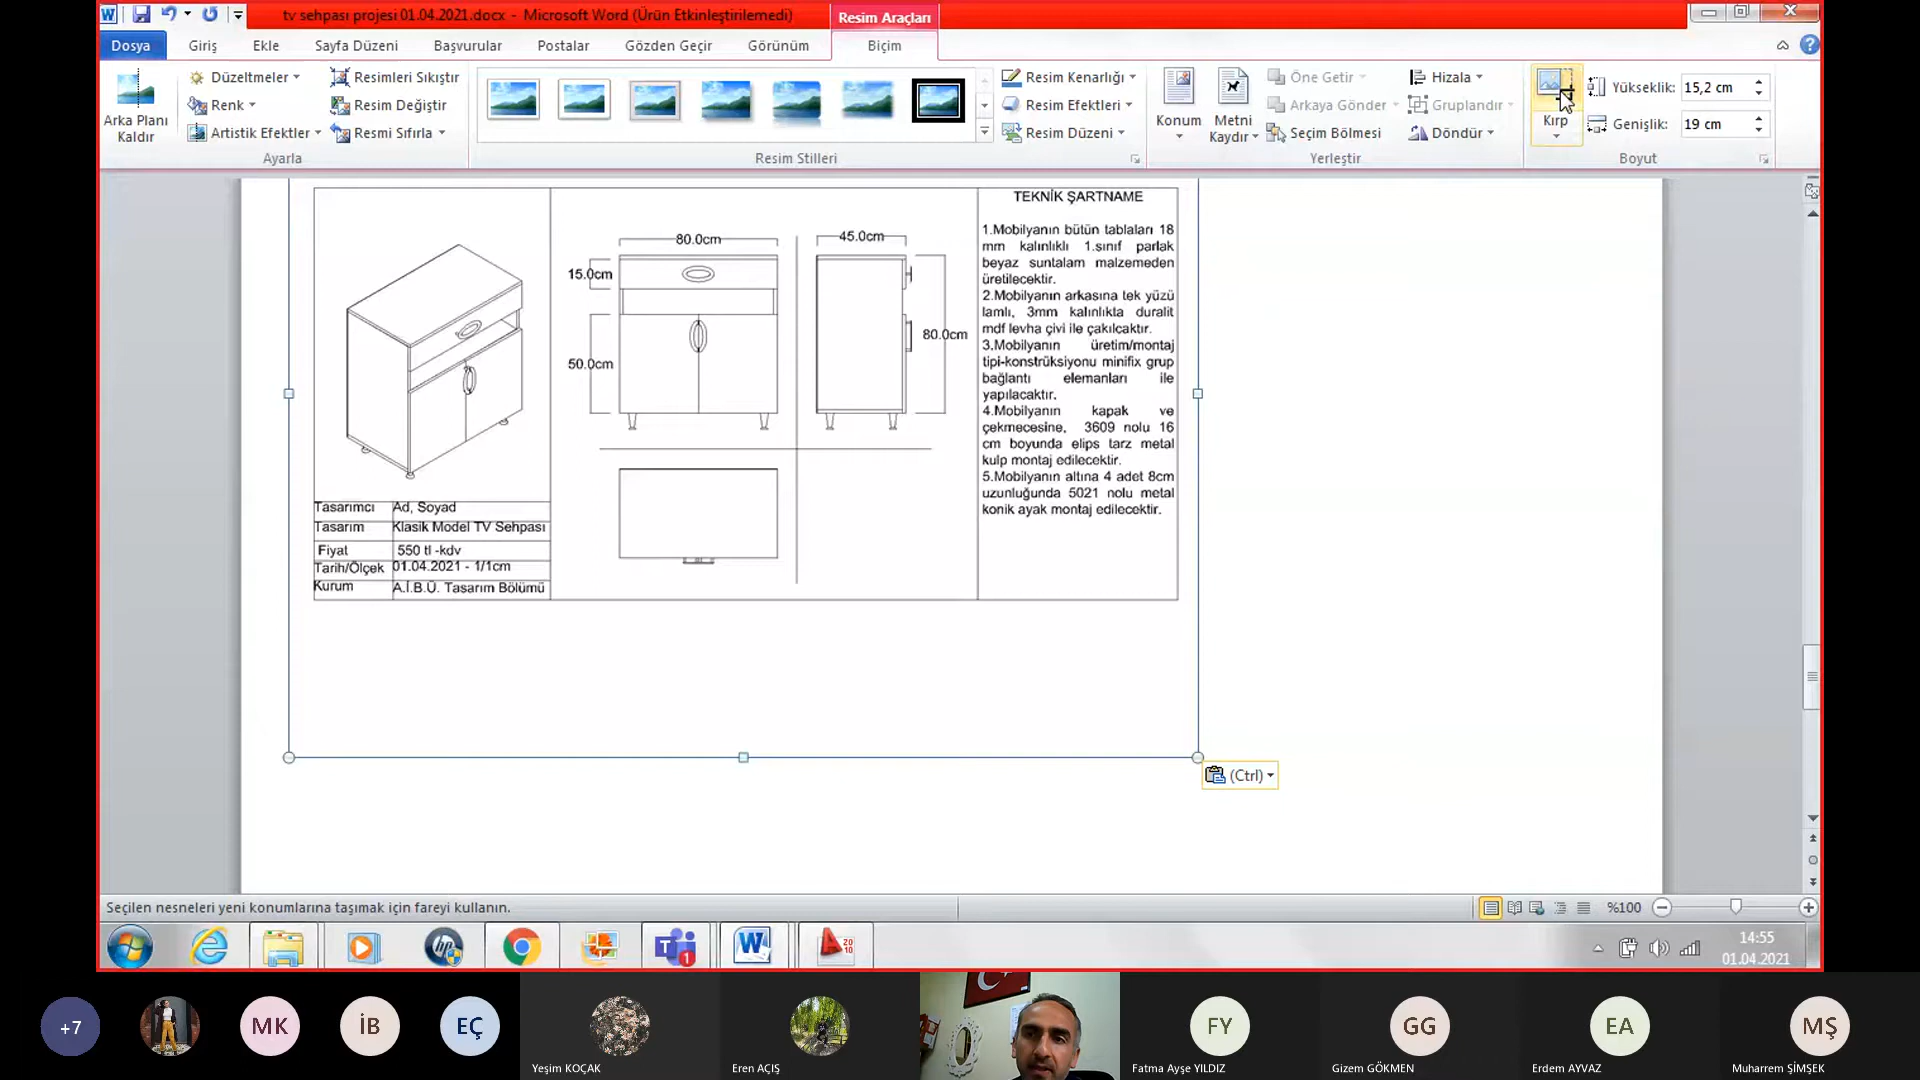 tv sehpası projesi 01.04.2021.docx - Microsoft Word (Ürün Etkinleştirilemedi)
Resim Araçları
Dosya Giriş Ekle Sayfa Düzeni Başvurular Postalar Gözden Geçir Görünüm Biçim
Arka Planı Kaldır
Düzeltmeler
Renk
Artistik Efektler
Resimleri Sıkıştır
Resim Değiştir
Resmi Sıfırla
Ayarla
Resim Stilleri
Resim Kenarlığı
Resim Efektleri
Resim Düzeni
Konum
Metni Kaydır
Öne Getir
Arkaya Gönder
Seçim Bölmesi
Hizala
Gruplandır
Döndür
Yerleştir
Kırp
Yükseklik: 15,2 cm
Genişlik: 19 cm
Boyut
80.0cm
15.0cm
50.0cm
45.0cm
80.0cm
Tasarımcı Ad, Soyad
Tasarım Klasik Model TV Sehpası
Fiyat 550 tl -kdv
Tarih/Ölçek 01.04.2021 - 1/1cm
Kurum A.İ.B.Ü. Tasarım Bölümü
TEKNİK ŞARTNAME
1.Mobilyanın bütün tablaları 18
mm kalınlıklı 1.sınıf parlak
beyaz suntalam malzemeden
üretilecektir.
2.Mobilyanın arkasına tek yüzü
lamlı, 3mm kalınlıkta duralit
mdf levha çivi ile çakılcaktır.
3.Mobilyanın üretim/montaj
tipi-konstrüksiyonu minifix grup
bağlantı elemanları ile
yapılacaktır.
4.Mobilyanın kapak ve
çekmecesine, 3609 nolu 16
cm boyunda elips tarz metal
kulp montaj edilecektir.
5.Mobilyanın altına 4 adet 8cm
uzunluğunda 5021 nolu metal
konik ayak montaj edilecektir.
(Ctrl)
Seçilen nesneleri yeni konumlarına taşımak için fareyi kullanın.
%100
14:55
01.04.2021
+7
MK
İB
EÇ
Yeşim KOÇAK
Eren AÇIŞ
FY
Fatma Ayşe YILDIZ
GG
Gizem GÖKMEN
EA
Erdem AYVAZ
MŞ
Muharrem ŞİMŞEK